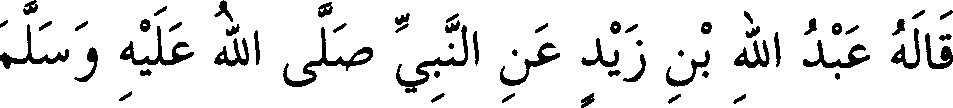 قَالَهُ عَبْدُ اللهِ بْنِ زَيْدٍ عَنِ النَّبِيِّ صَلَّى اللهُ عَلَيْهِ وَسَلَّمَ